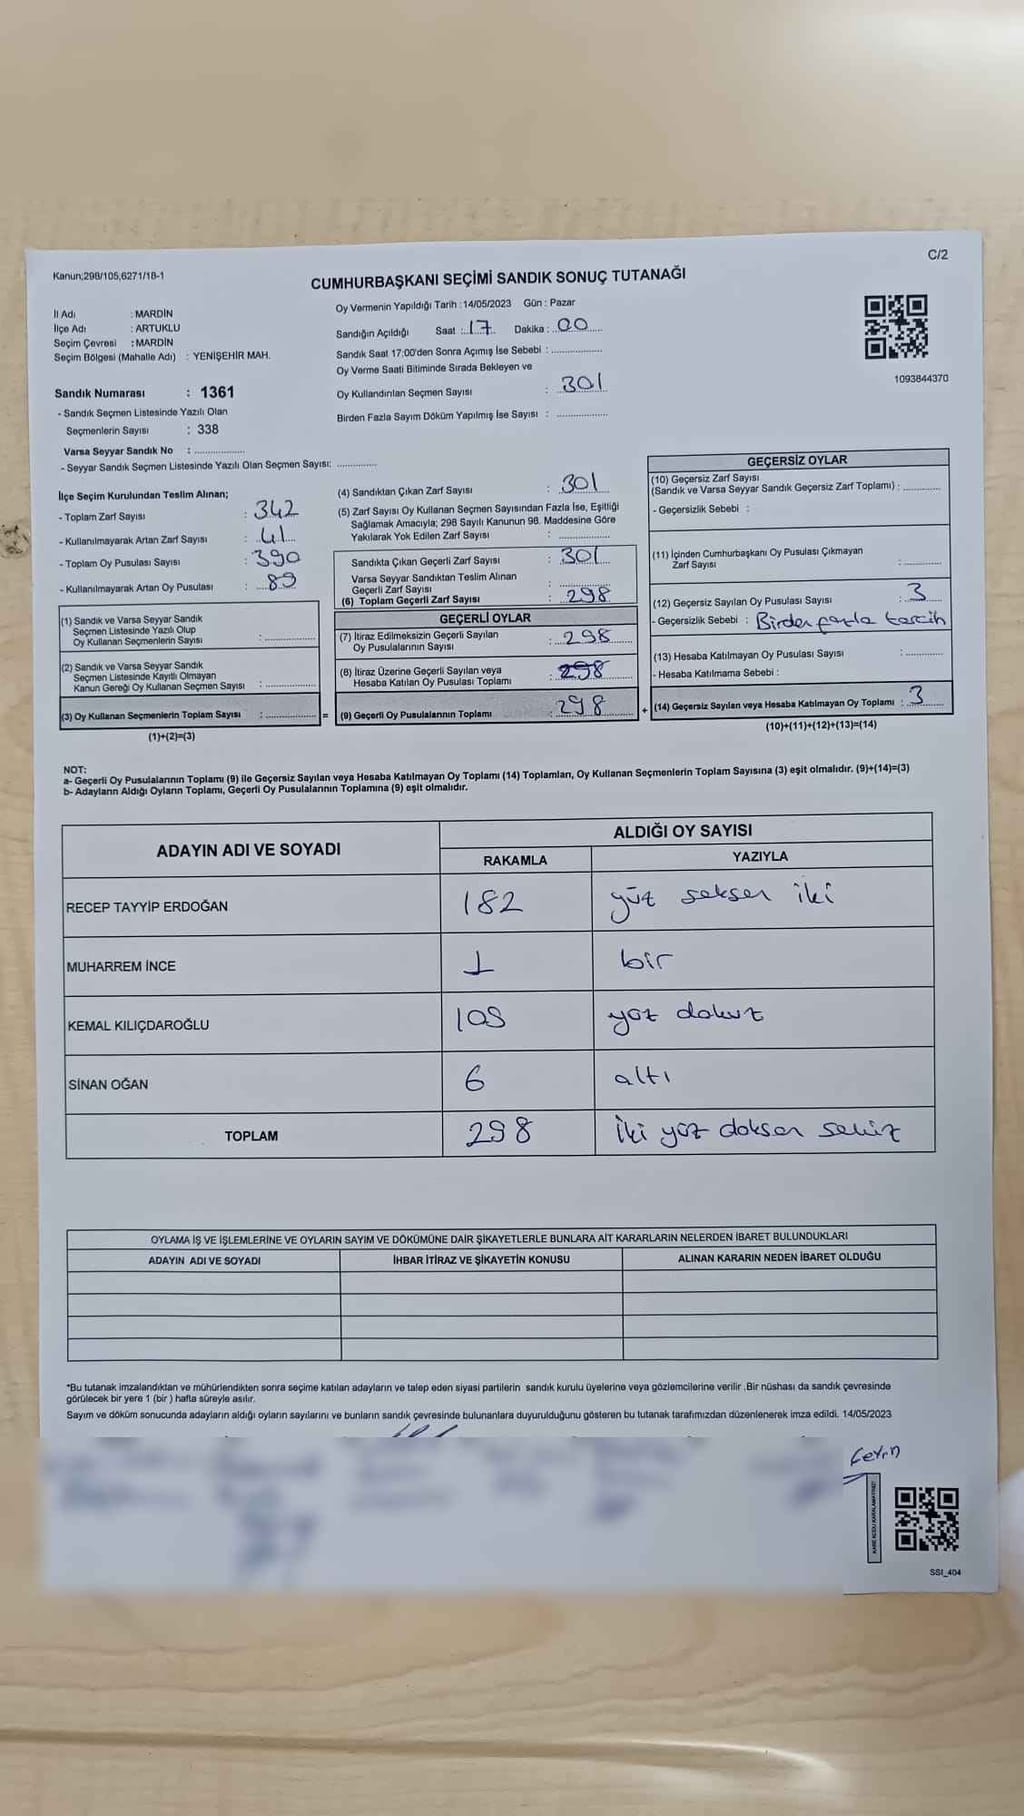 Kanun;298/105,6271/18-1
C/2
CUMHURBAŞKANI SEÇİMİ SANDIK SONUÇ TUTANAĞI
İl Adı : MARDİN
İlçe Adı : ARTUKLU
Seçim Çevresi : MARDİN
Seçim Bölgesi (Mahalle Adı) : YENİŞEHİR MAH.
Sandık Numarası : 1361
- Sandık Seçmen Listesinde Yazılı Olan
Seçmenlerin Sayısı : 338
Varsa Seyyar Sandık No : ................
- Seyyar Sandık Seçmen Listesinde Yazılı Olan Seçmen Sayısı: ............
Oy Vermenin Yapıldığı Tarih : 14/05/2023 Gün : Pazar
Sandığın Açıldığı Saat : 17 Dakika : 00
Sandık Saat 17:00'den Sonra Açımış İse Sebebi : ................
Oy Verme Saati Bitiminde Sırada Bekleyen ve
Oy Kullandırılan Seçmen Sayısı : 301
Birden Fazla Sayım Döküm Yapılmış İse Sayısı : ................
1093844370
İlçe Seçim Kurulundan Teslim Alınan;
- Toplam Zarf Sayısı : 342
- Kullanılmayarak Artan Zarf Sayısı : 41
- Toplam Oy Pusulası Sayısı : 390
- Kullanılmayarak Artan Oy Pusulası : 89
(1) Sandık ve Varsa Seyyar Sandık
Seçmen Listesinde Yazılı Olup
Oy Kullanan Seçmenlerin Sayısı : ................
(2) Sandık ve Varsa Seyyar Sandık
Seçmen Listesinde Kayıtlı Olmayan
Kanun Gereği Oy Kullanan Seçmen Sayısı : ................
(3) Oy Kullanan Seçmenlerin Toplam Sayısı : ................ =
(1)+(2)=(3)
(4) Sandıktan Çıkan Zarf Sayısı : 301
(5) Zarf Sayısı Oy Kullanan Seçmen Sayısından Fazla İse, Eşitliği
Sağlamak Amacıyla; 298 Sayılı Kanunun 98. Maddesine Göre
Yakılarak Yok Edilen Zarf Sayısı : ................
Sandıkta Çıkan Geçerli Zarf Sayısı : 301
Varsa Seyyar Sandıktan Teslim Alınan
Geçerli Zarf Sayısı : ................
(6) Toplam Geçerli Zarf Sayısı : 298
GEÇERLİ OYLAR
(7) İtiraz Edilmeksizin Geçerli Sayılan
Oy Pusulalarının Sayısı : 298
(8) İtiraz Üzerine Geçerli Sayılan veya
Hesaba Katılan Oy Pusulası Toplamı : 298
(9) Geçerli Oy Pusulalarının Toplamı : 298 +
GEÇERSİZ OYLAR
(10) Geçersiz Zarf Sayısı
(Sandık ve Varsa Seyyar Sandık Geçersiz Zarf Toplamı) : ............
- Geçersizlik Sebebi :
(11) İçinden Cumhurbaşkanı Oy Pusulası Çıkmayan
Zarf Sayısı : ............
(12) Geçersiz Sayılan Oy Pusulası Sayısı : 3
- Geçersizlik Sebebi : Birden fazla tercih
(13) Hesaba Katılmayan Oy Pusulası Sayısı : ............
- Hesaba Katılmama Sebebi :
(14) Geçersiz Sayılan veya Hesaba Katılmayan Oy Toplamı : 3
(10)+(11)+(12)+(13)=(14)
NOT:
a- Geçerli Oy Pusulalarının Toplamı (9) ile Geçersiz Sayılan veya Hesaba Katılmayan Oy Toplamı (14) Toplamları, Oy Kullanan Seçmenlerin Toplam Sayısına (3) eşit olmalıdır. (9)+(14)=(3)
b- Adayların Aldığı Oyların Toplamı, Geçerli Oy Pusulalarının Toplamına (9) eşit olmalıdır.
ADAYIN ADI VE SOYADI
ALDIĞI OY SAYISI
RAKAMLA YAZIYLA
RECEP TAYYİP ERDOĞAN 182 yüz seksen iki
MUHARREM İNCE 1 bir
KEMAL KILIÇDAROĞLU 109 yüz dokuz
SİNAN OĞAN 6 altı
TOPLAM 298 iki yüz doksan sekiz
OYLAMA İŞ VE İŞLEMLERİNE VE OYLARIN SAYIM VE DÖKÜMÜNE DAİR ŞİKAYETLERLE BUNLARA AİT KARARLARIN NELERDEN İBARET BULUNDUKLARI
ADAYIN ADI VE SOYADI İHBAR İTİRAZ VE ŞİKAYETİN KONUSU ALINAN KARARIN NEDEN İBARET OLDUĞU
*Bu tutanak imzalandıktan ve mühürlendikten sonra seçime katılan adayların ve talep eden siyasi partilerin sandık kurulu üyelerine veya gözlemcilerine verilir .Bir nüshası da sandık çevresinde
görülecek bir yere 1 (bir ) hafta süreyle asılır.
Sayım ve döküm sonucunda adayların aldığı oyların sayılarını ve bunların sandık çevresinde bulunanlara duyurulduğunu gösteren bu tutanak tarafımızdan düzenlenerek imza edildi. 14/05/2023
SSI_404